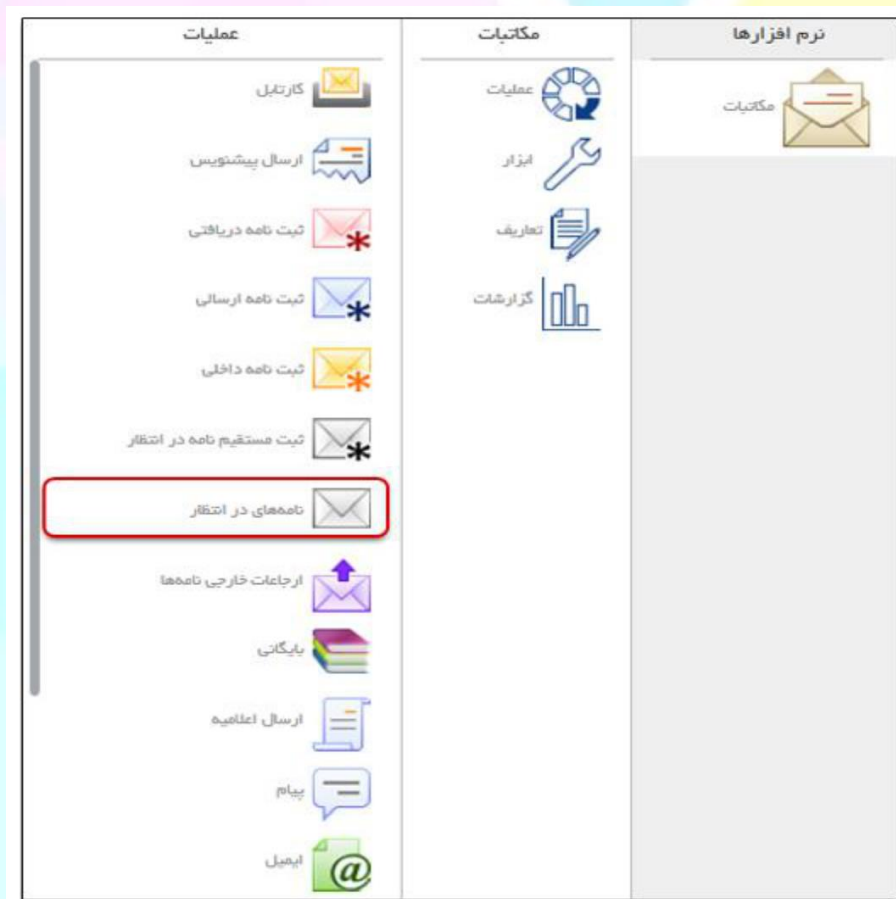 نرم افزارها
مکاتبات
مکاتبات
عملیات
ابزار
تعاریف
گزارشات
عملیات
کارتابل
ارسال پیشنویس
ثبت نامه دریافتی
ثبت نامه ارسالی
ثبت نامه داخلی
ثبت مستقیم نامه در انتظار
نامه‌های در انتظار
ارجاعات خارجی نامه‌ها
بایگانی
ارسال اعلامیه
پیام
ایمیل